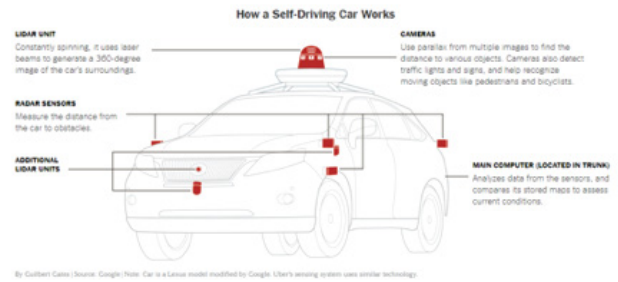 How a Self-Driving Car Works
LIDAR UNIT
Constantly spinning, it uses laser
beams to generate a 360-degree
image of the car's surroundings.
CAMERAS
Use parallax from multiple images to find the
distance to various objects. Cameras also detect
traffic lights and signs, and help recognize
moving objects like pedestrians and bicyclists.
RADAR SENSORS
Measure the distance from
the car to obstacles.
ADDITIONAL
LIDAR UNITS
MAIN COMPUTER (LOCATED IN TRUNK)
Analyzes data from the sensors, and
compares its stored maps to assess
current conditions.
By Guilbert Gates | Source: Google | Note: Car is a Lexus model modified by Google. Uber's sensing system uses similar technology.